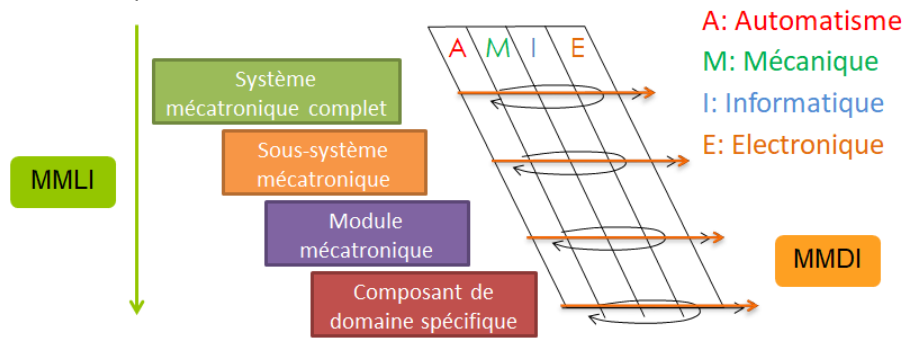 A M I E
A: Automatisme
M: Mécanique
I: Informatique
E: Electronique
Système
mécatronique complet
Sous-système
mécatronique
MMLI
Module
mécatronique
MMDI
Composant de
domaine spécifique